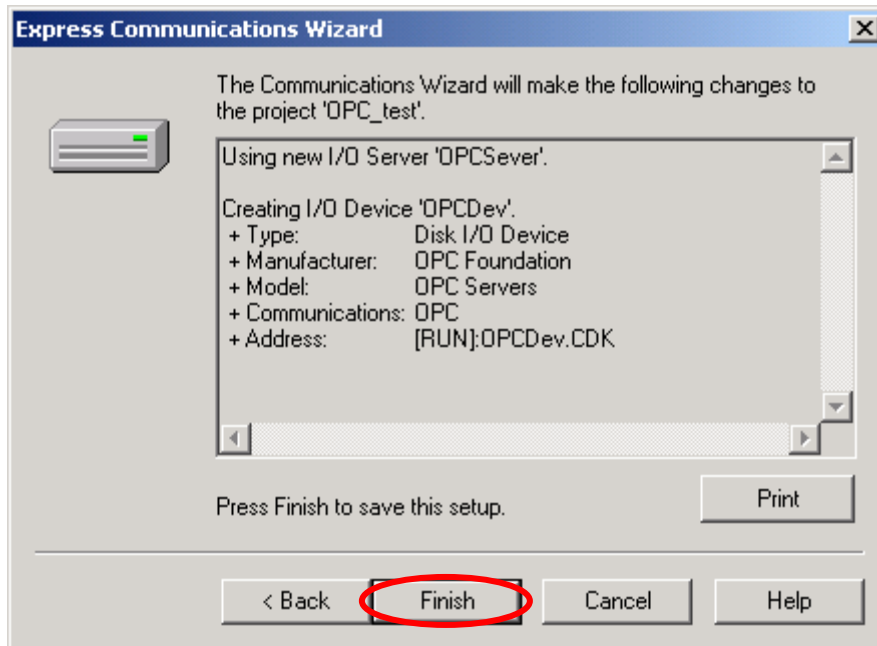 Express Communications Wizard
The Communications Wizard will make the following changes to
the project 'OPC_test'.
Using new I/O Server 'OPCSever'.
Creating I/O Device 'OPCDev'.
+ Type: Disk I/O Device
+ Manufacturer: OPC Foundation
+ Model: OPC Servers
+ Communications: OPC
+ Address: [RUN]:OPCDev.CDK
Press Finish to save this setup.
Print
< Back Finish Cancel Help